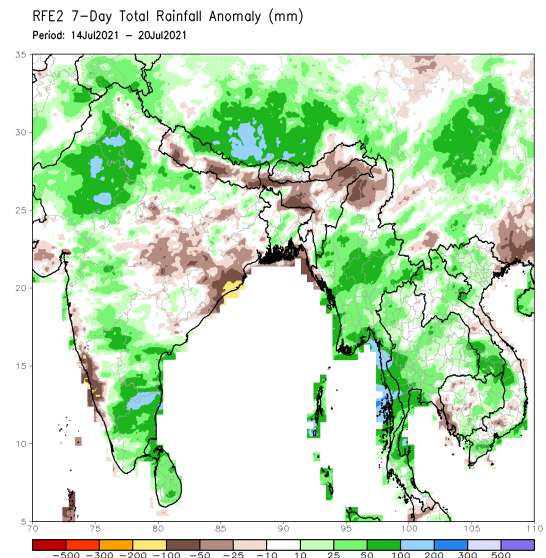 RFE2 7-Day Total Rainfall Anomaly (mm)
Period: 14Jul2021 - 20Jul2021
35
30
25
20
15
10
5
70 75 80 85 90 95 100 105 110
-500 -300 -200 -100 -50 -25 -10 10 25 50 100 200 300 500